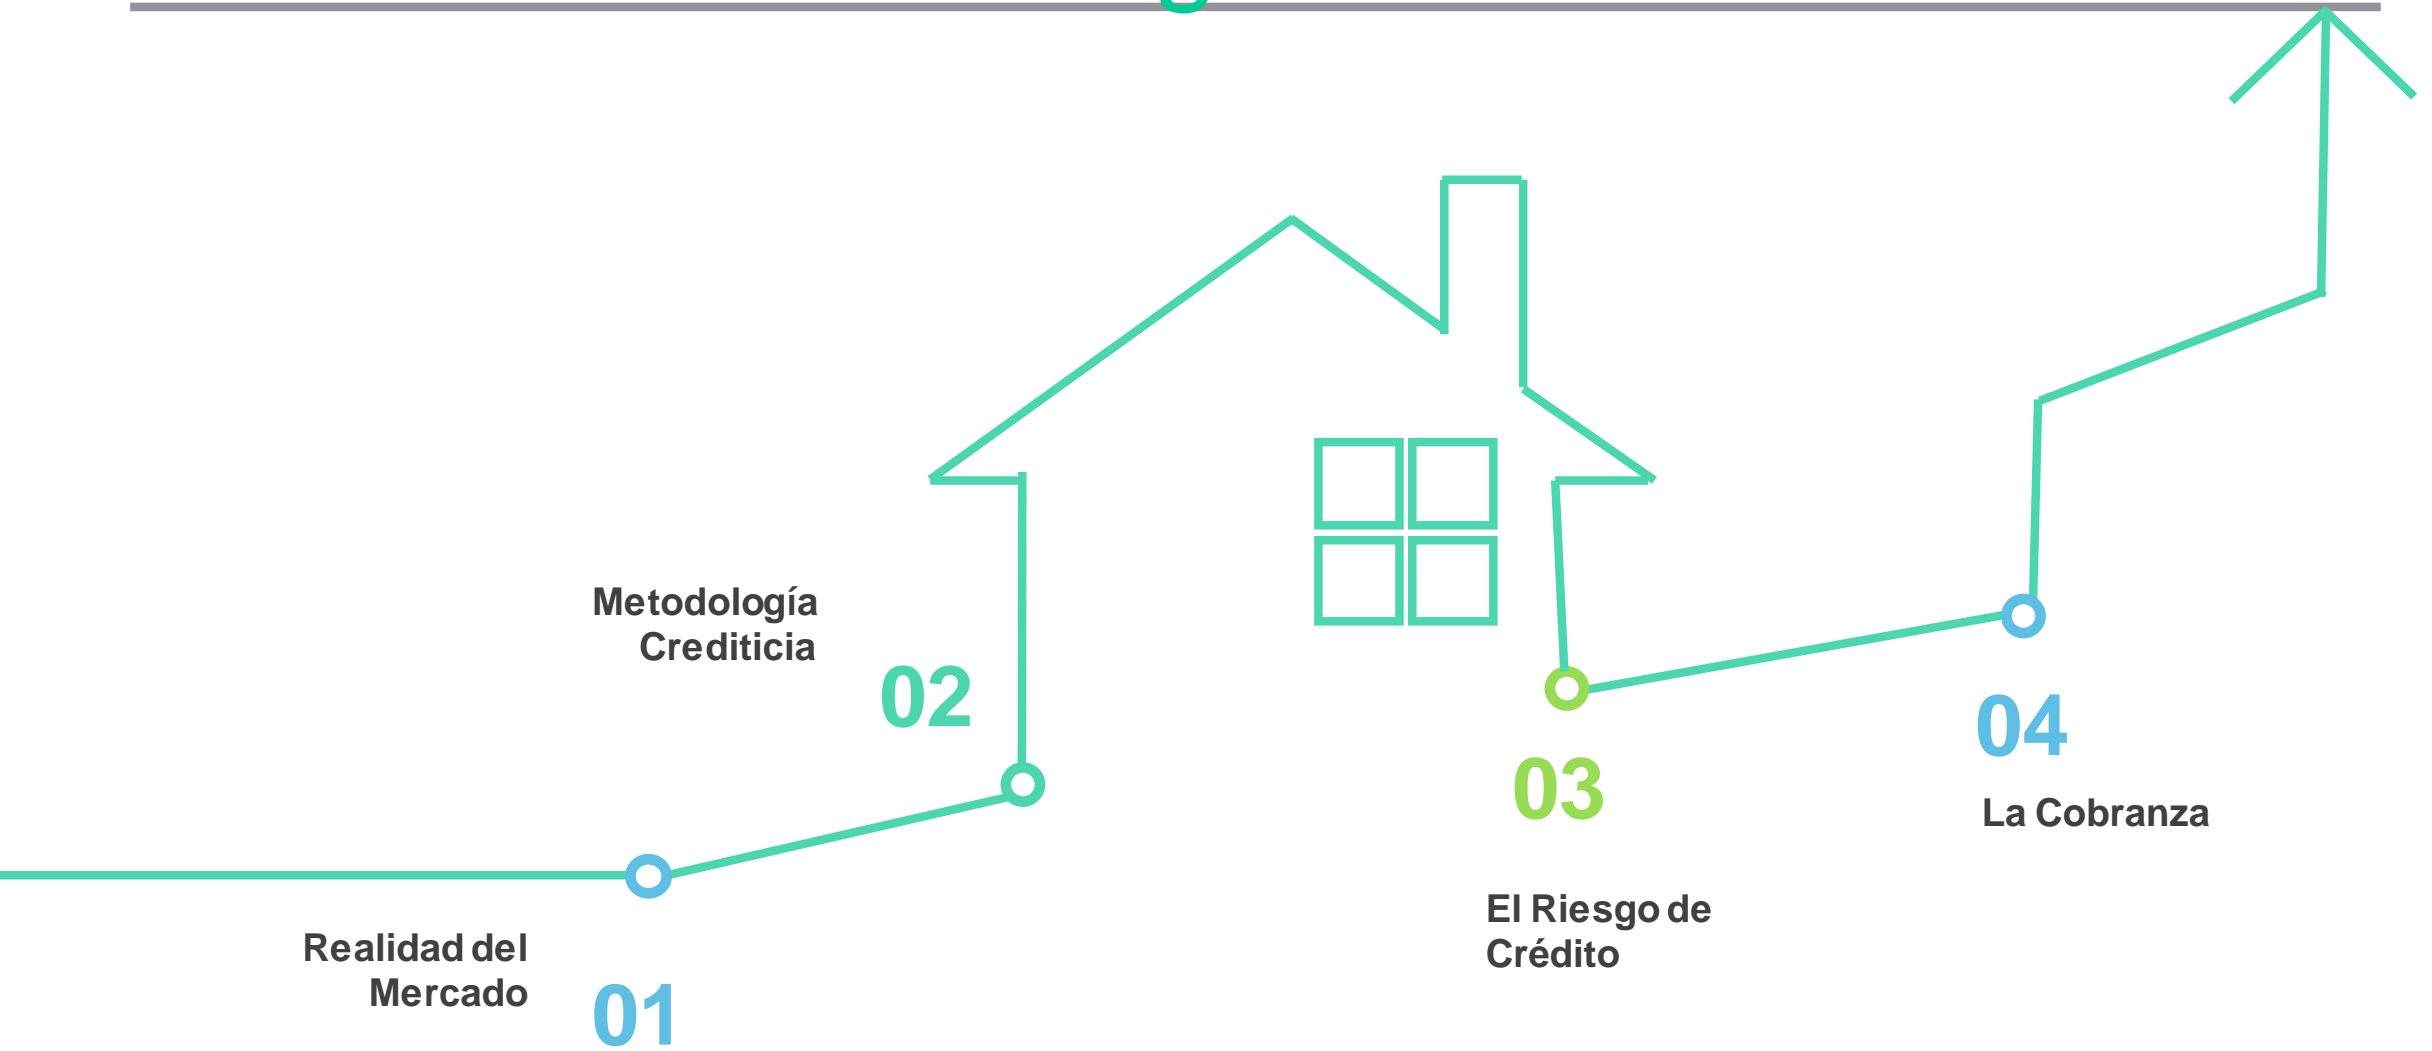 Realidad del
Mercado
01
Metodología
Crediticia
02
03
El Riesgo de
Crédito
04
La Cobranza